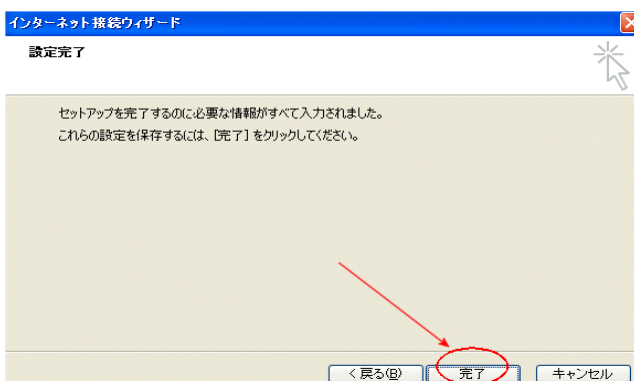 インターネット接続ウィザード
設定完了
セットアップを完了するのに必要な情報がすべて入力されました。
これらの設定を保存するには、[完了] をクリックしてください。
< 戻る(B)
完了
キャンセル